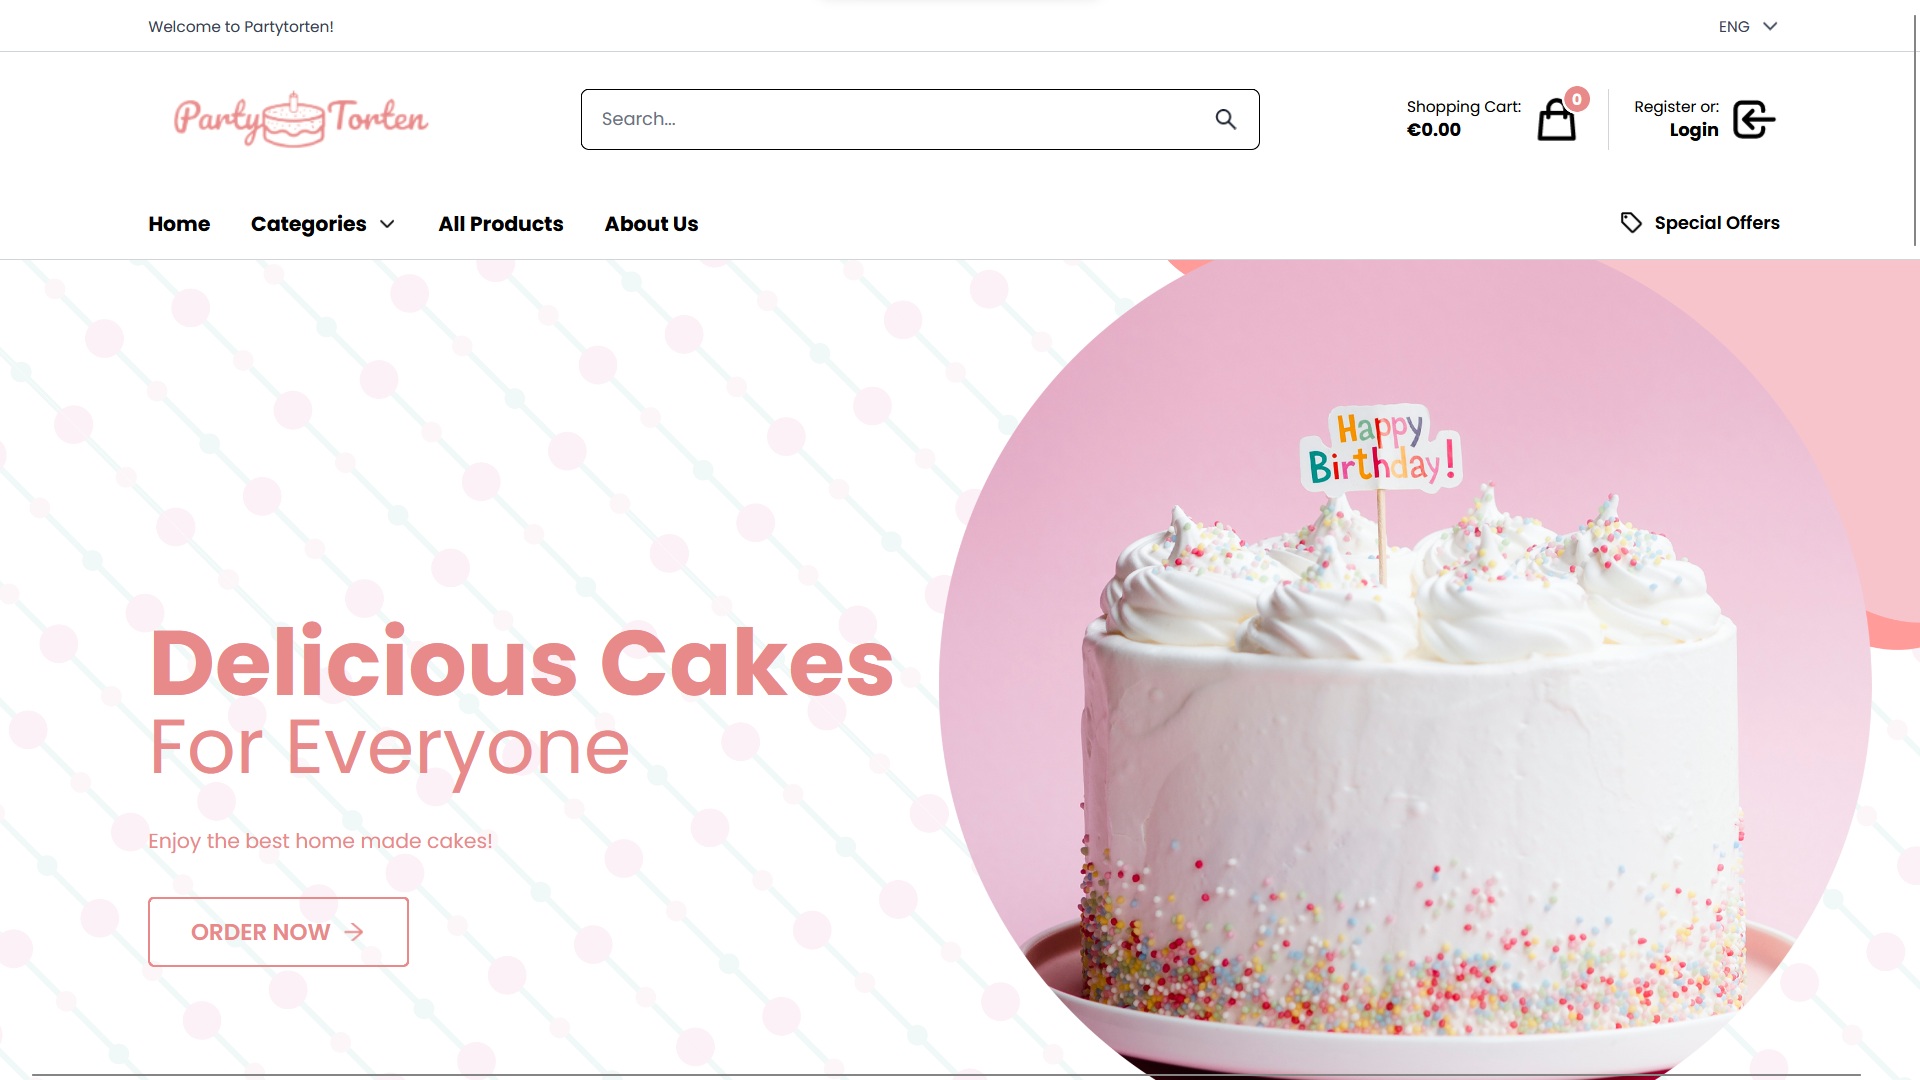 Welcome to Partytorten!
ENG
Party Torten
Search...
Shopping Cart:
€0.00
0
Register or:
Login
Home
Categories
All Products
About Us
Special Offers
Happy
Birthday!
Delicious Cakes
For Everyone
Enjoy the best home made cakes!
ORDER NOW